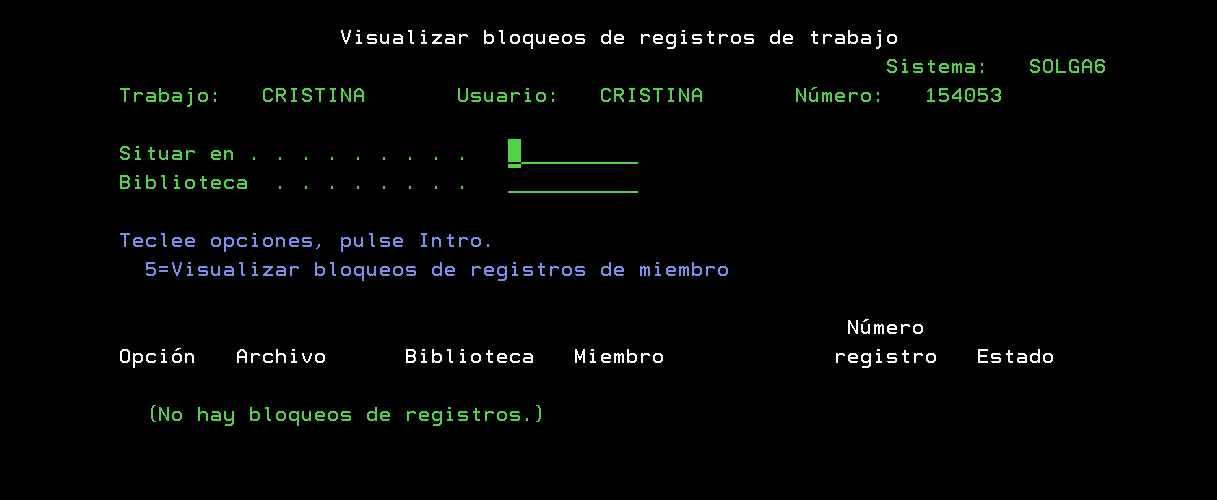 Visualizar bloqueos de registros de trabajo
Sistema: SOLGA6
Trabajo: CRISTINA Usuario: CRISTINA Número: 154053
Situar en . . . . . . . . .
Biblioteca . . . . . . . .
Teclee opciones, pulse Intro.
5=Visualizar bloqueos de registros de miembro
Número
Opción Archivo Biblioteca Miembro registro Estado
(No hay bloqueos de registros.)